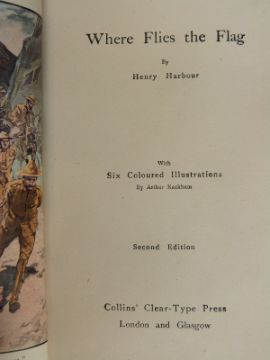 Where Flies the Flag
By
Henry Harbour
With
Six Coloured Illustrations
By Arthur Rackham
Second Edition
Collins' Clear-Type Press
London and Glasgow